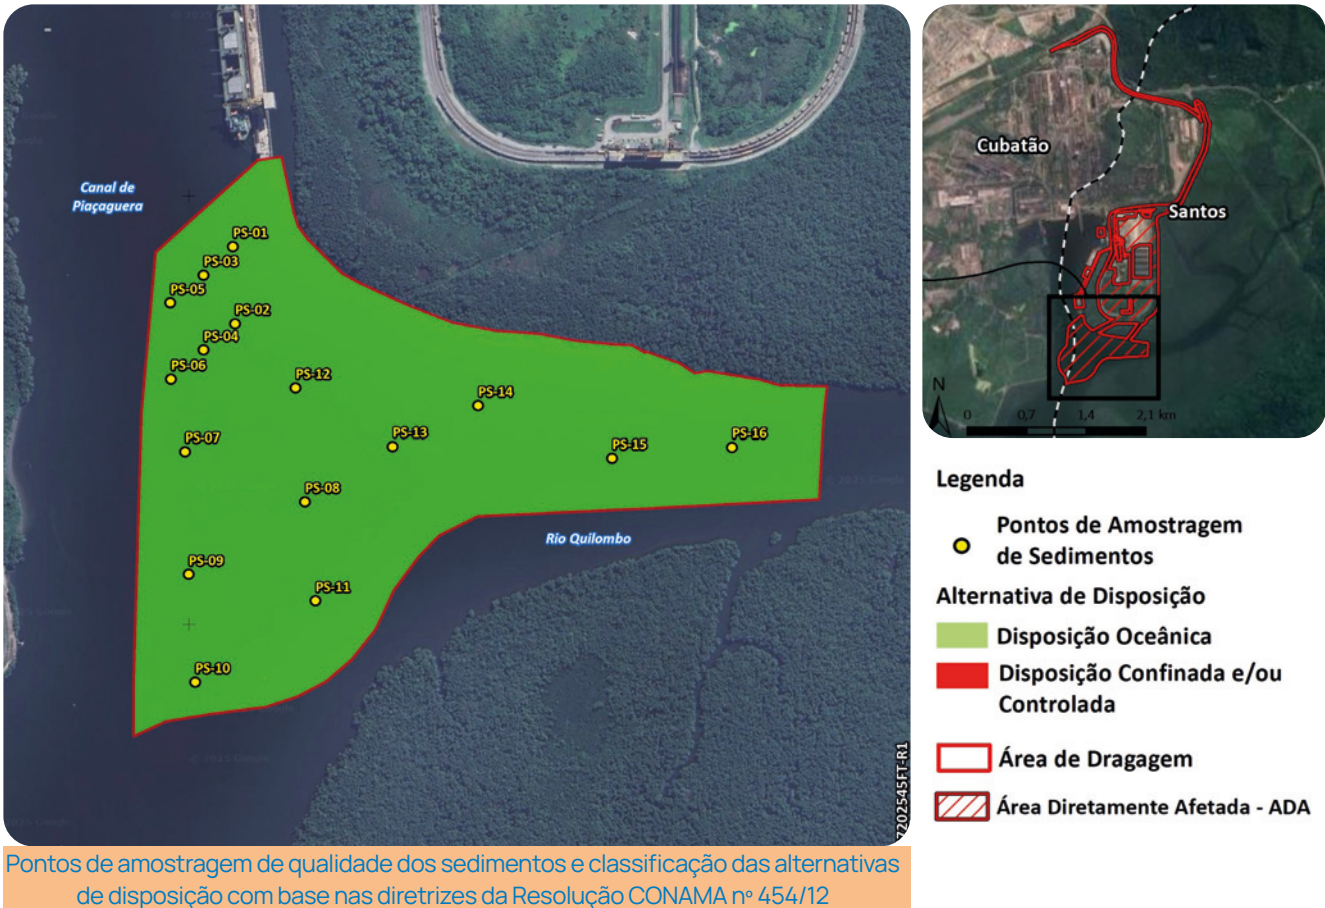 Canal de
Piaçaguera
PS-01
PS-03
PS-05
PS-02
PS-04
PS-06
PS-12
PS-14
PS-07
PS-13
PS-15
PS-16
PS-08
PS-09
PS-11
PS-10
Rio Quilombo
7202545FT-R1
Cubatão
Santos
N
0 0,7 1,4 2,1 km
Legenda
Pontos de Amostragem
de Sedimentos
Alternativa de Disposição
Disposição Oceânica
Disposição Confinada e/ou
Controlada
Área de Dragagem
Área Diretamente Afetada - ADA
Pontos de amostragem de qualidade dos sedimentos e classificação das alternativas
de disposição com base nas diretrizes da Resolução CONAMA nº 454/12